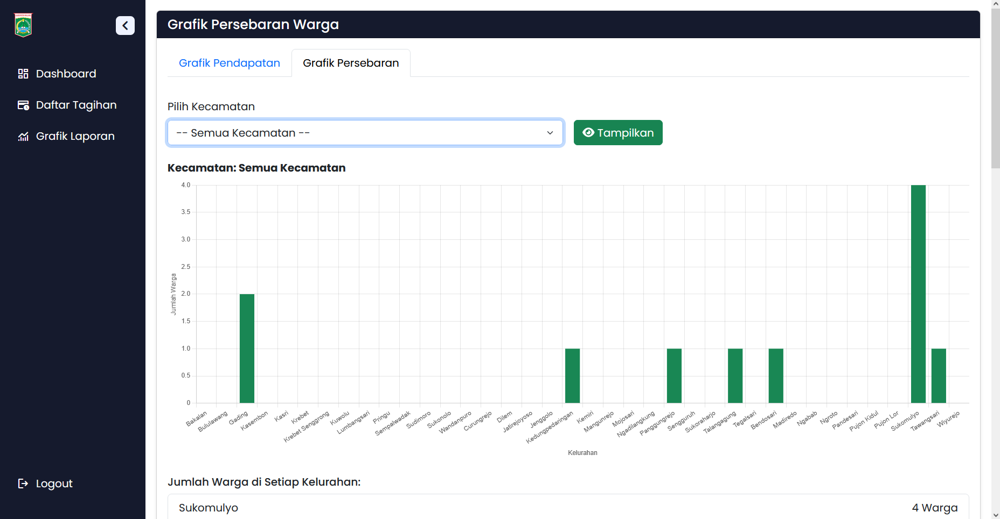 Dashboard
Daftar Tagihan
Grafik Laporan
Logout
Grafik Persebaran Warga
Grafik Pendapatan
Grafik Persebaran
Pilih Kecamatan
-- Semua Kecamatan --
Tampilkan
Kecamatan: Semua Kecamatan
4.0
3.5
3.0
2.5
2.0
1.5
1.0
0.5
0
Jumlah Warga
Bakalan
Bululawang
Gading
Kasembon
Kasri
Krebet
Krebet Senggrong
Kuwolu
Lumbangsari
Pringu
Sempalwadak
Sudimoro
Sukonolo
Wandanpuro
Curungrejo
Dilem
Jatirejoyoso
Jenggolo
Kedungpedaringan
Kemiri
Mangunrejo
Mojosari
Ngadilangkung
Panggungrejo
Sengguruh
Sukoraharjo
Talangagung
Tegalsari
Bendosari
Madiredo
Ngabab
Ngroto
Pandesari
Pujon Kidul
Pujon Lor
Sukomulyo
Tawangsari
Wiyurejo
Kelurahan
Jumlah Warga di Setiap Kelurahan:
Sukomulyo
4 Warga